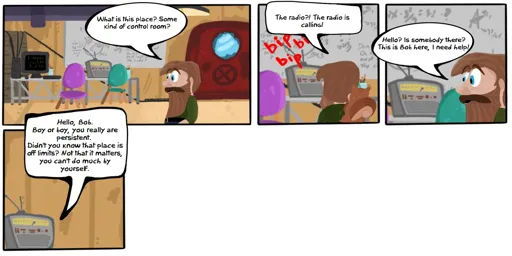 What is this place? Some
kind of control room?
The radio?! The radio is
calling!
bip
bip
bip
Hello? Is somebody there?
This is Bob here, I need help!
Hello, Bob.
Boy or boy, you really are
persistent.
Didn't you know that place is
off limits? Not that it matters,
you can't do much by
yourself.